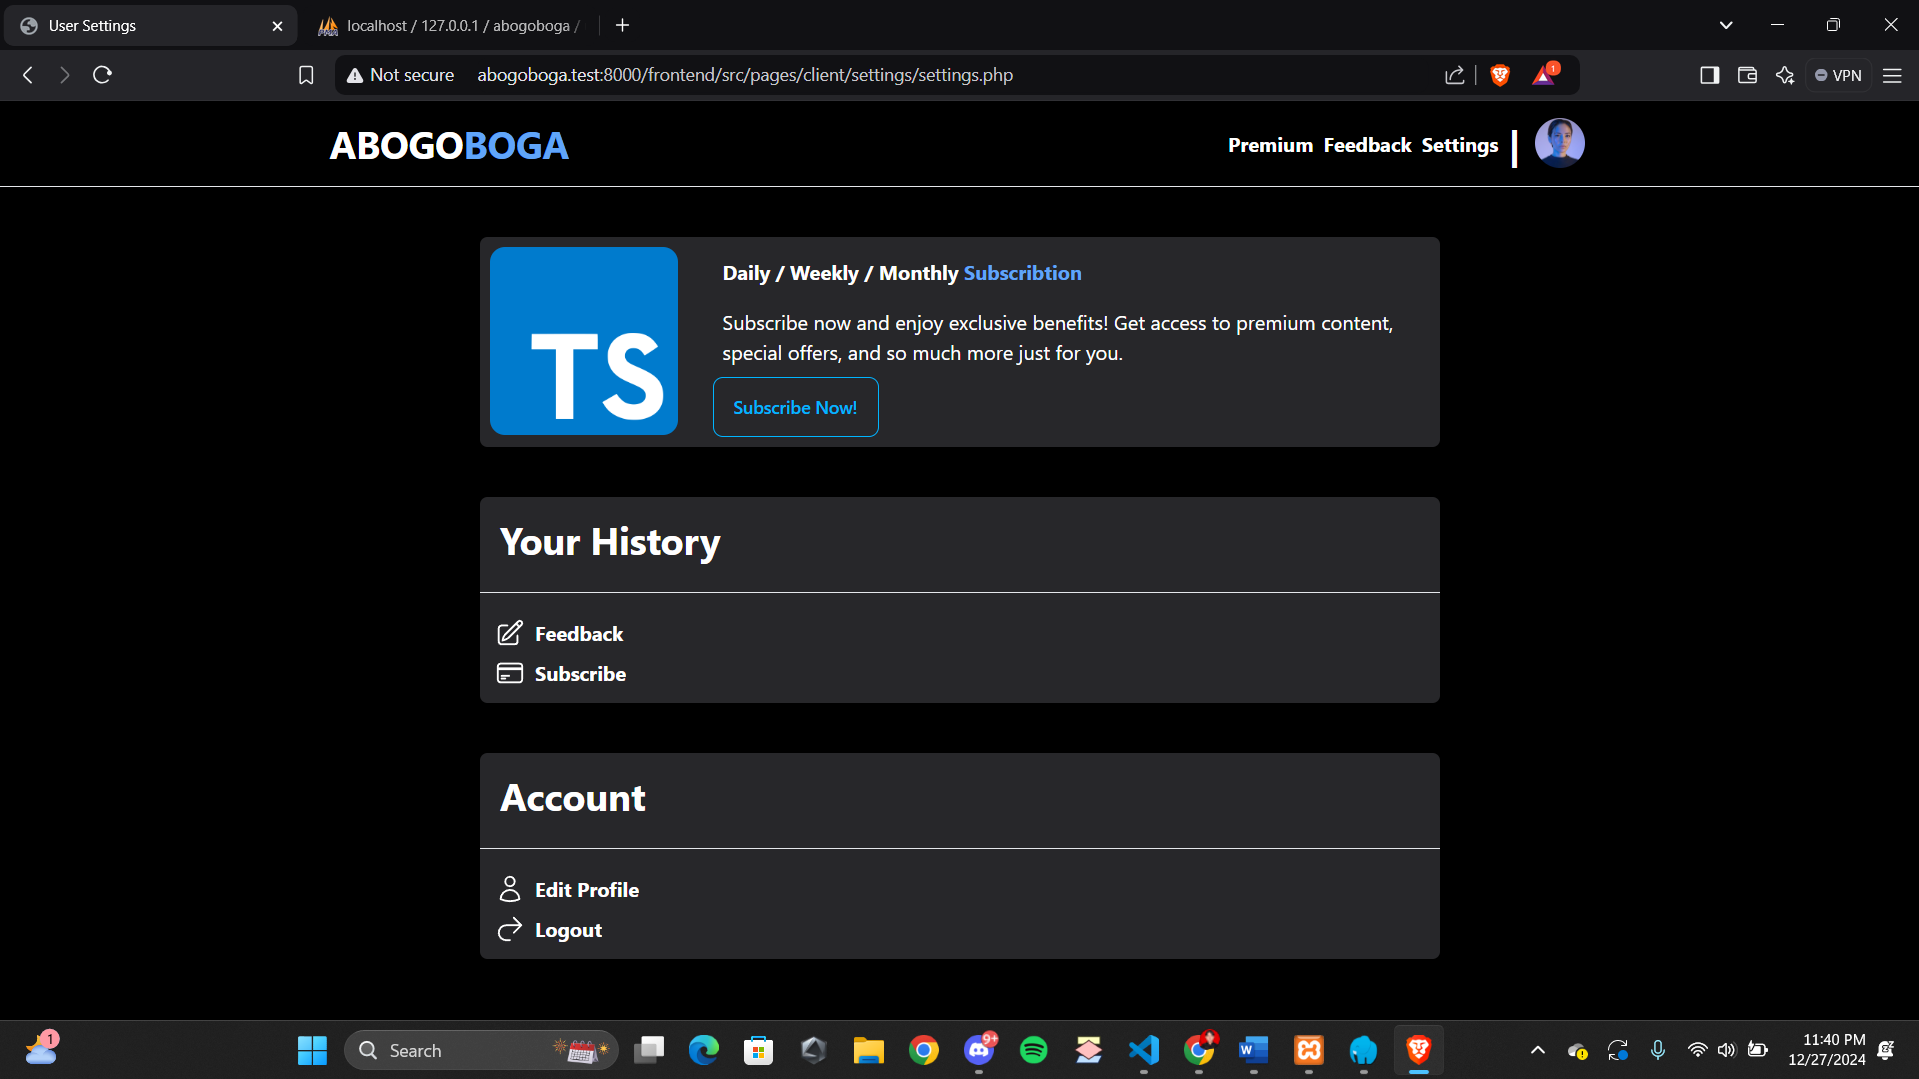 User Settings
localhost / 127.0.0.1 / abogoboga /
Not secure
abogoboga.test:8000/frontend/src/pages/client/settings/settings.php
1
VPN
ABOGOBOGA
Premium Feedback Settings
TS
Daily / Weekly / Monthly Subscribtion
Subscribe now and enjoy exclusive benefits! Get access to premium content,
special offers, and so much more just for you.
Subscribe Now!
Your History
Feedback
Subscribe
Account
Edit Profile
Logout
1
Search
9+
11:40 PM
12/27/2024